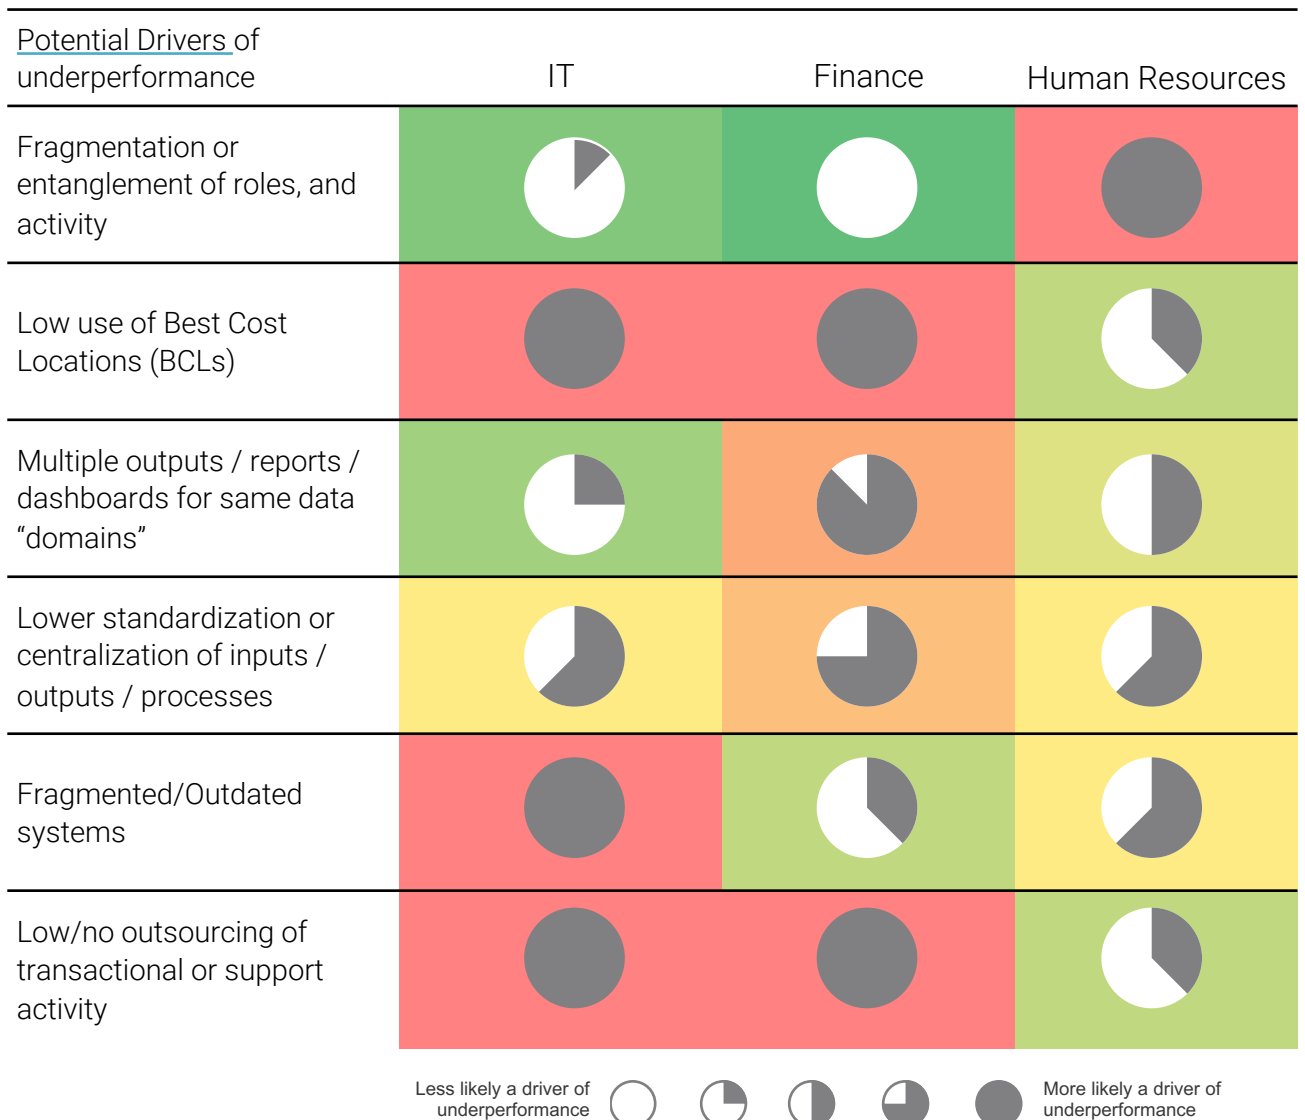 Potential Drivers of
underperformance
IT
Finance
Human Resources
Fragmentation or
entanglement of roles, and
activity
Low use of Best Cost
Locations (BCLs)
Multiple outputs / reports /
dashboards for same data
“domains”
Lower standardization or
centralization of inputs /
outputs / processes
Fragmented/Outdated
systems
Low/no outsourcing of
transactional or support
activity
Less likely a driver of
underperformance
More likely a driver of
underperformance